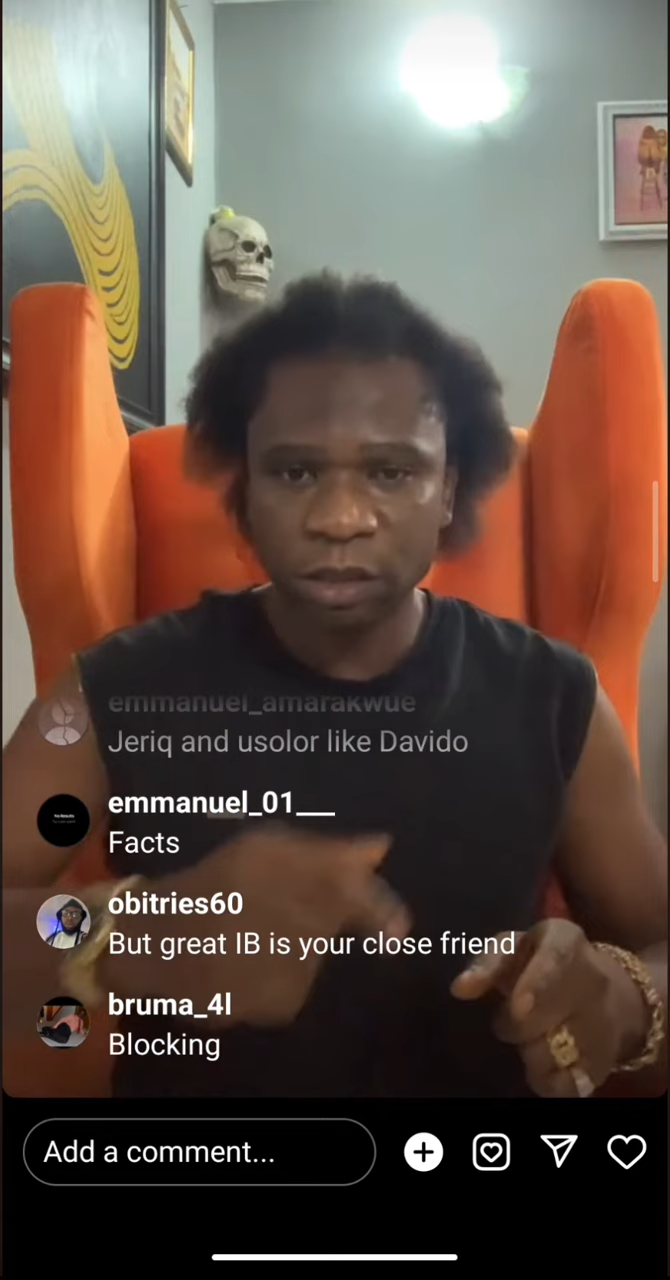 emmanuel_amarakwue
Jeriq and usolor like Davido
emmanuel_01___
Facts
obitries60
But great IB is your close friend
bruma_4l
Blocking
Add a comment...